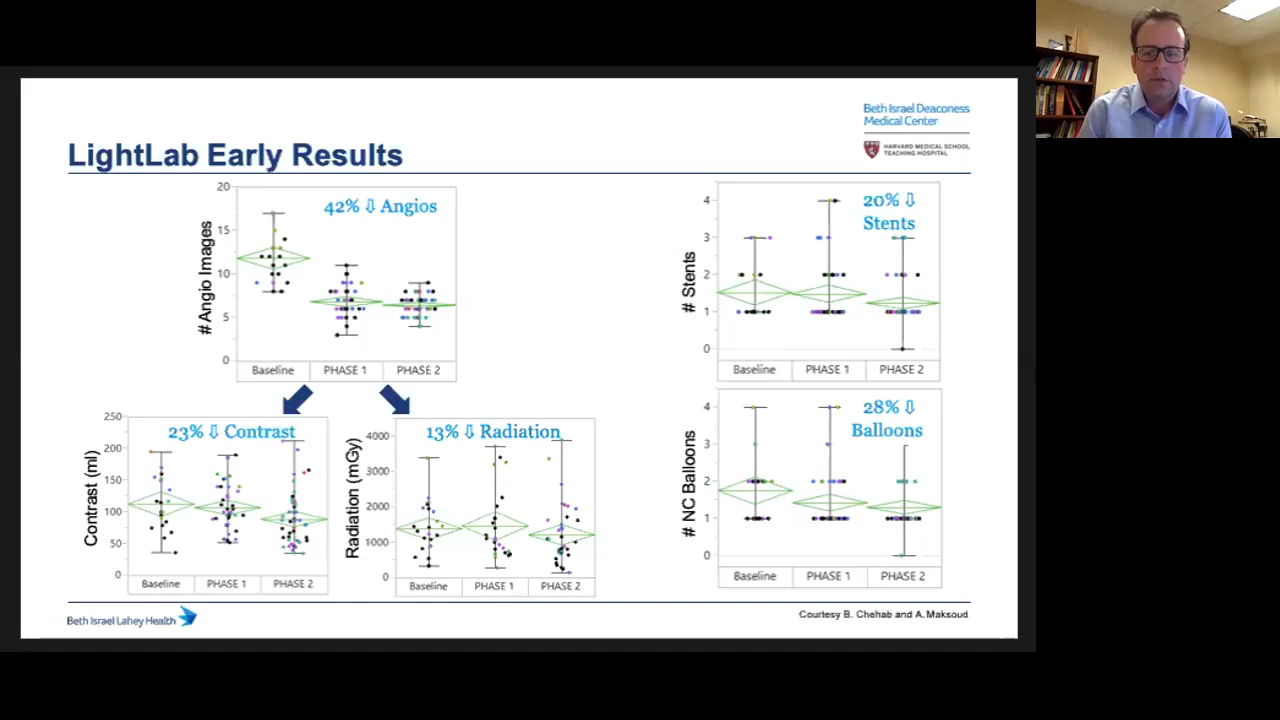 Beth Israel Deaconess
Medical Center
HARVARD MEDICAL SCHOOL
TEACHING HOSPITAL
LightLab Early Results
# Angio Images
20
15
10
5
0
42% ⇩ Angios
Baseline
PHASE 1
PHASE 2
# Stents
4
3
2
1
0
20% ⇩
Stents
Baseline
PHASE 1
PHASE 2
Contrast (ml)
250
200
150
100
50
0
23% ⇩ Contrast
Baseline
PHASE 1
PHASE 2
Radiation (mGy)
4000
3000
2000
1000
0
13% ⇩ Radiation
Baseline
PHASE 1
PHASE 2
# NC Balloons
4
3
2
1
0
28% ⇩
Balloons
Baseline
PHASE 1
PHASE 2
Beth Israel Lahey Health
Courtesy B. Chehab and A. Maksoud